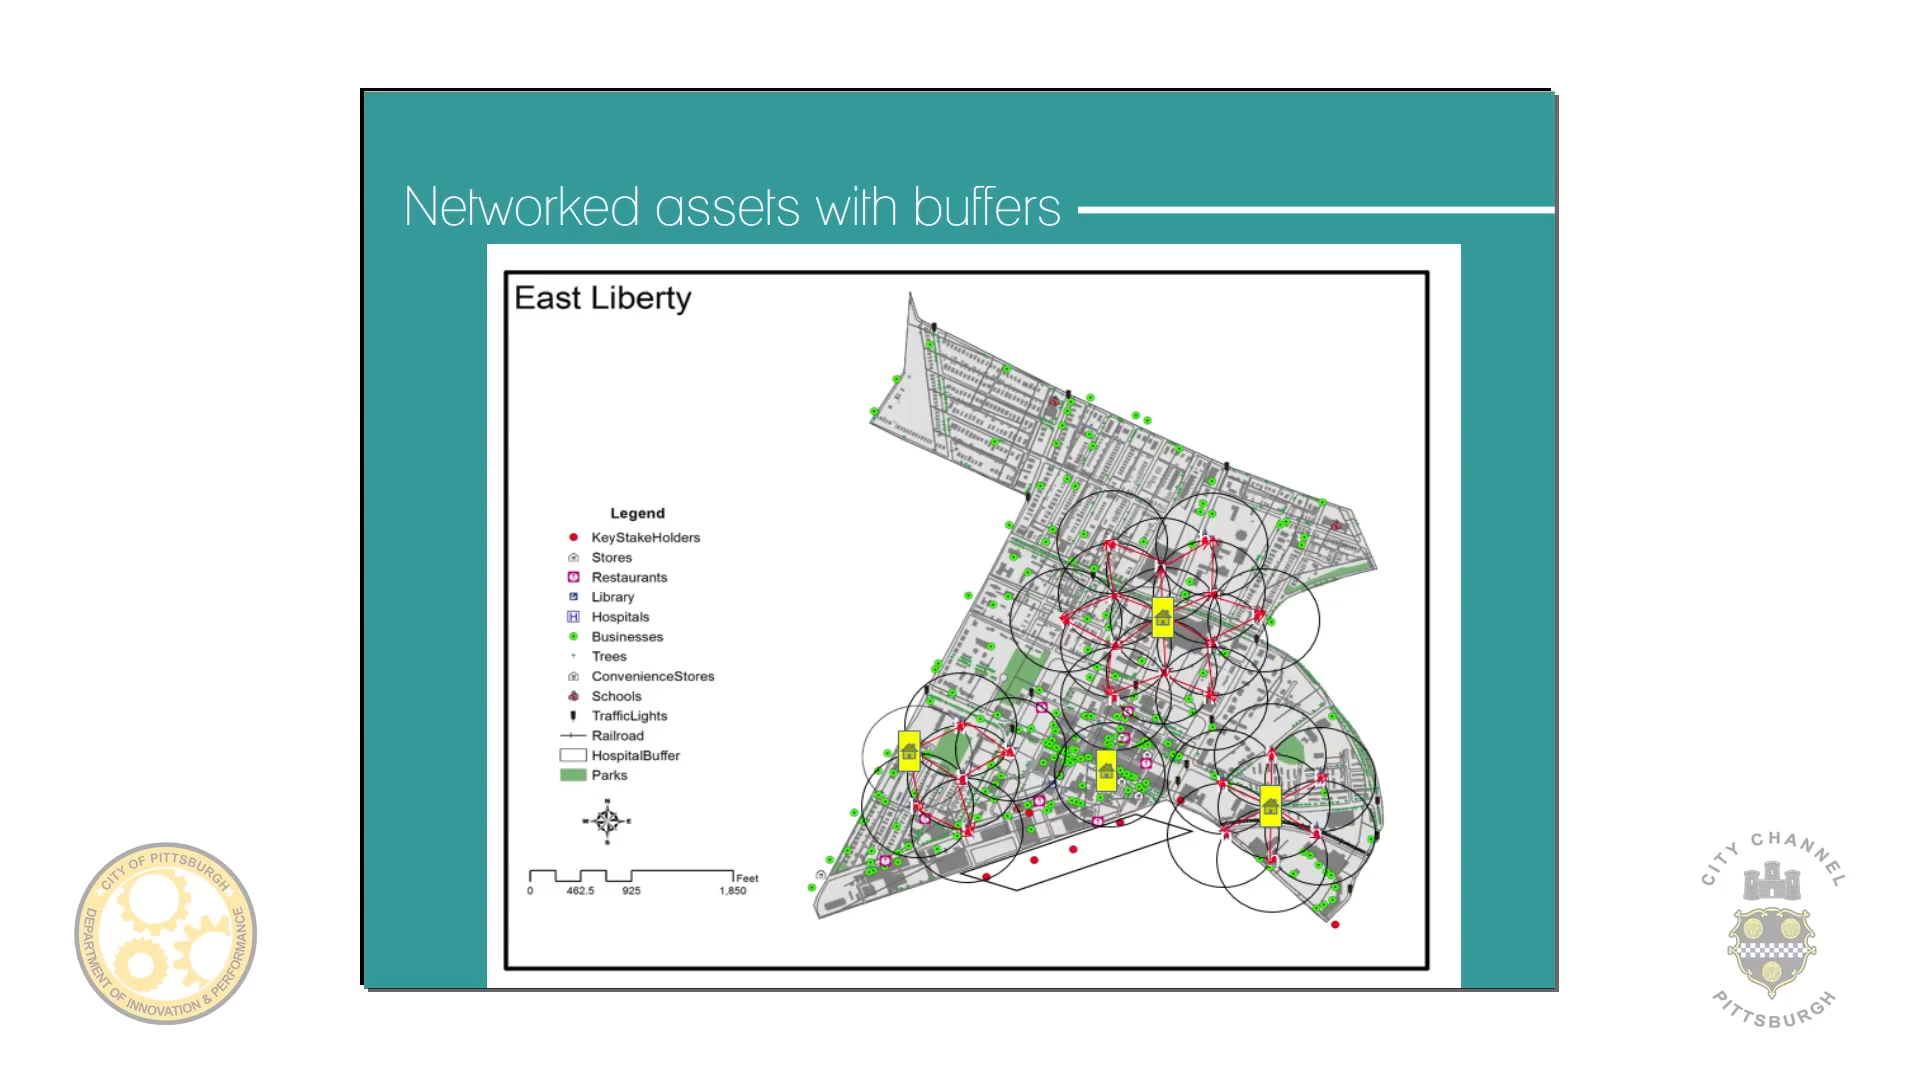 Networked assets with buffers
East Liberty
Legend
KeyStakeHolders
Stores
Restaurants
Library
Hospitals
Businesses
Trees
ConvenienceStores
Schools
TrafficLights
Railroad
HospitalBuffer
Parks
N
W E
S
Feet
0 462.5 925 1,850
CITY OF PITTSBURGH
DEPARTMENT OF INNOVATION & PERFORMANCE
CITY CHANNEL
PITTSBURGH